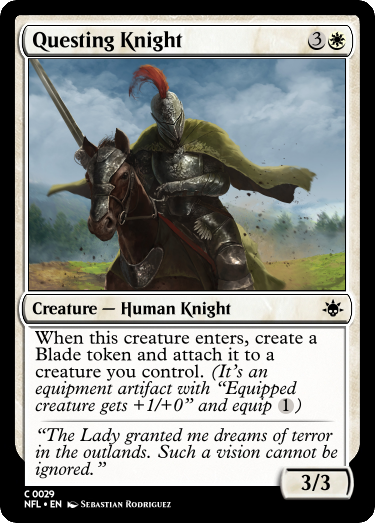 Questing Knight 3
Creature — Human Knight
When this creature enters, create a
Blade token and attach it to a
creature you control. (It's an
equipment artifact with “Equipped
creature gets +1/+0” and equip 1)
“The Lady granted me dreams of terror
in the outlands. Such a vision cannot be
ignored.”
3/3
C 0029
NFL • EN Sebastian Rodriguez